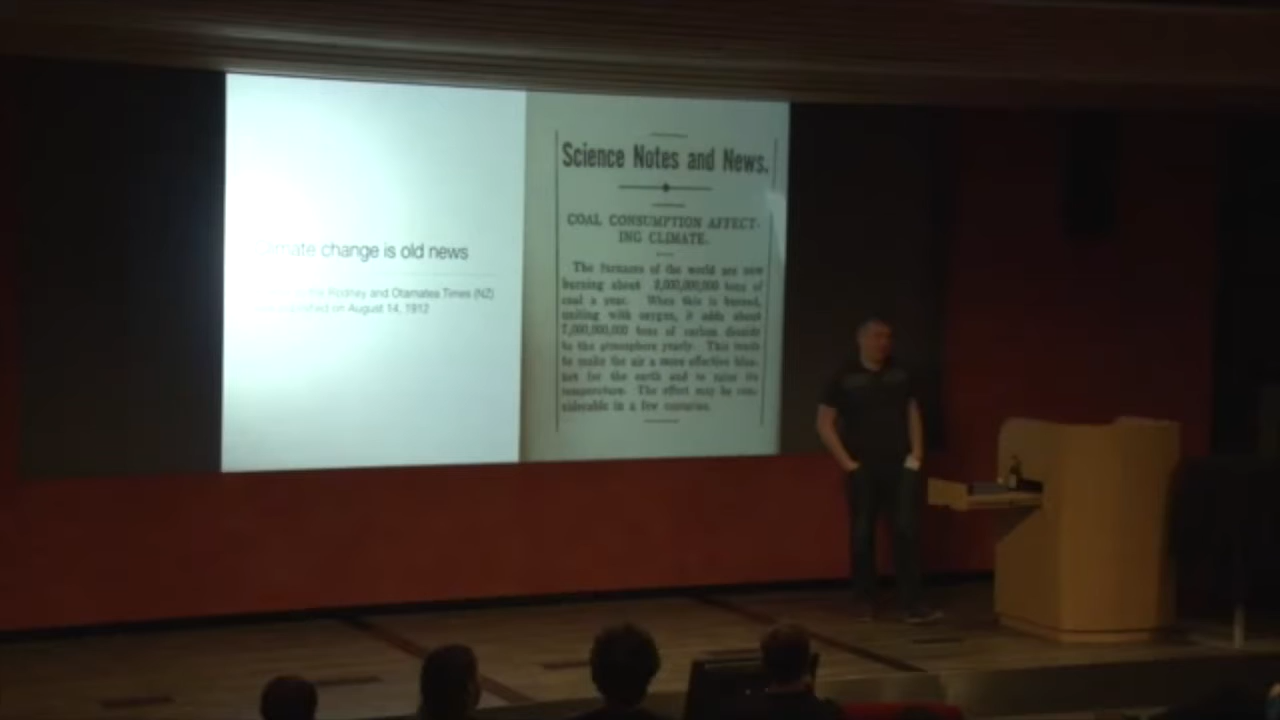 Climate change is old news
Rodney and Otamatea Times (NZ)
on August 14, 1912
Science Notes and News.
COAL CONSUMPTION AFFECT-
ING CLIMATE.
The furnaces of the world are now
burning about 2,000,000,000 tons of
coal a year. When this is burned,
uniting with oxygen, it adds about
7,000,000,000 tons of carbon dioxide
to the atmosphere yearly. This tends
to make the air a more effective blan-
ket for the earth and to raise its
temperature. The effect may be con-
siderable in a few centuries.